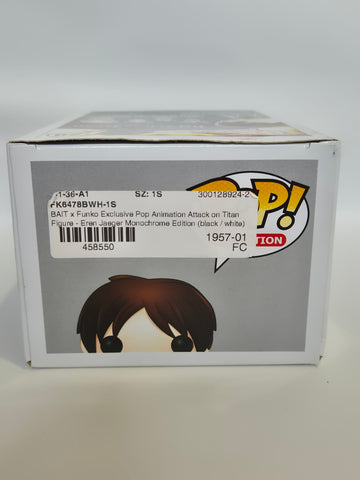 1-36-A1 SZ: 1S 300128924-2
FK6478BWH-1S
BAIT x Funko Exclusive Pop Animation Attack on Titan
Figure - Eren Jaeger Monochrome Edition (black / white)
458550 1957-01
FC
POP!
TION